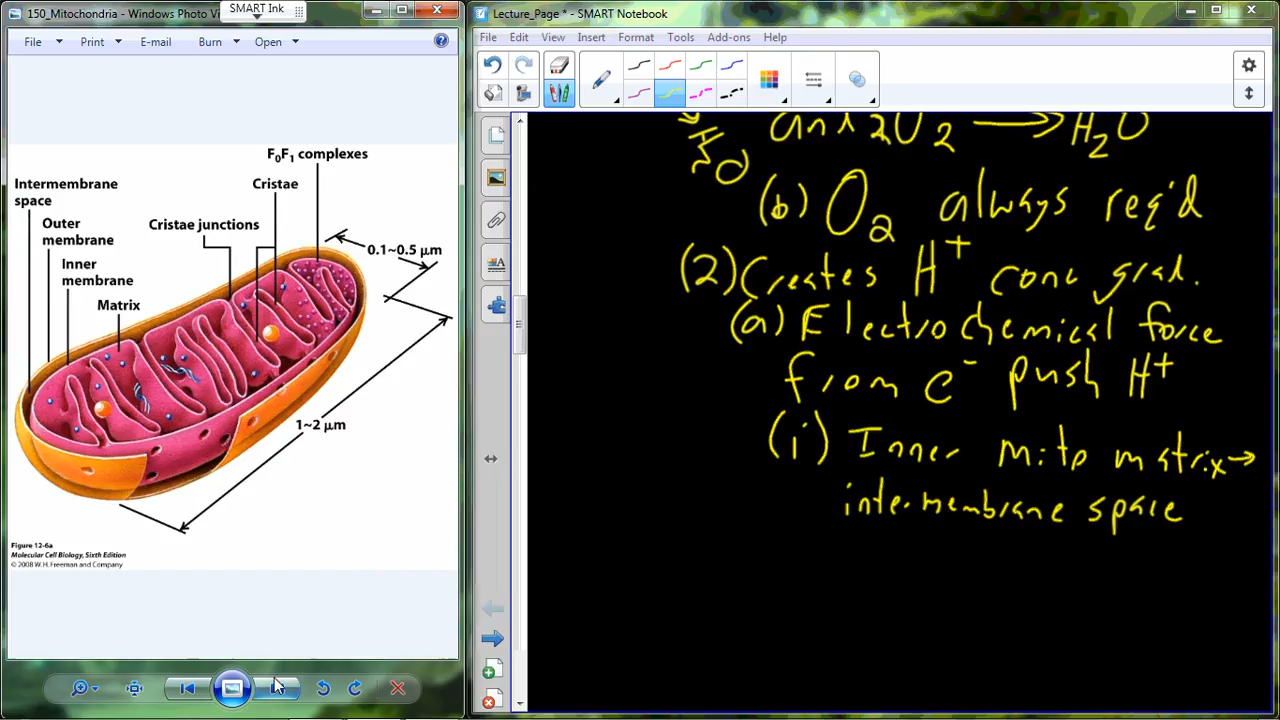 150_Mitochondria - Windows Photo Vi
SMART Ink
File Print E-mail Burn Open
F0F1 complexes
Intermembrane
space
Cristae
Outer
membrane
Cristae junctions
0.1~0.5 µm
Inner
membrane
Matrix
1~2 µm
Figure 12-6a
Molecular Cell Biology, Sixth Edition
© 2008 W.H. Freeman and Company
Lecture_Page * - SMART Notebook
File Edit View Insert Format Tools Add-ons Help
and ½O2 → H2O
(b) O2 always req'd
(2) Creates H+ conc grad.
(a) Electrochemical force
from e- push H+
(i) Inner mito matrix →
intermembrane space